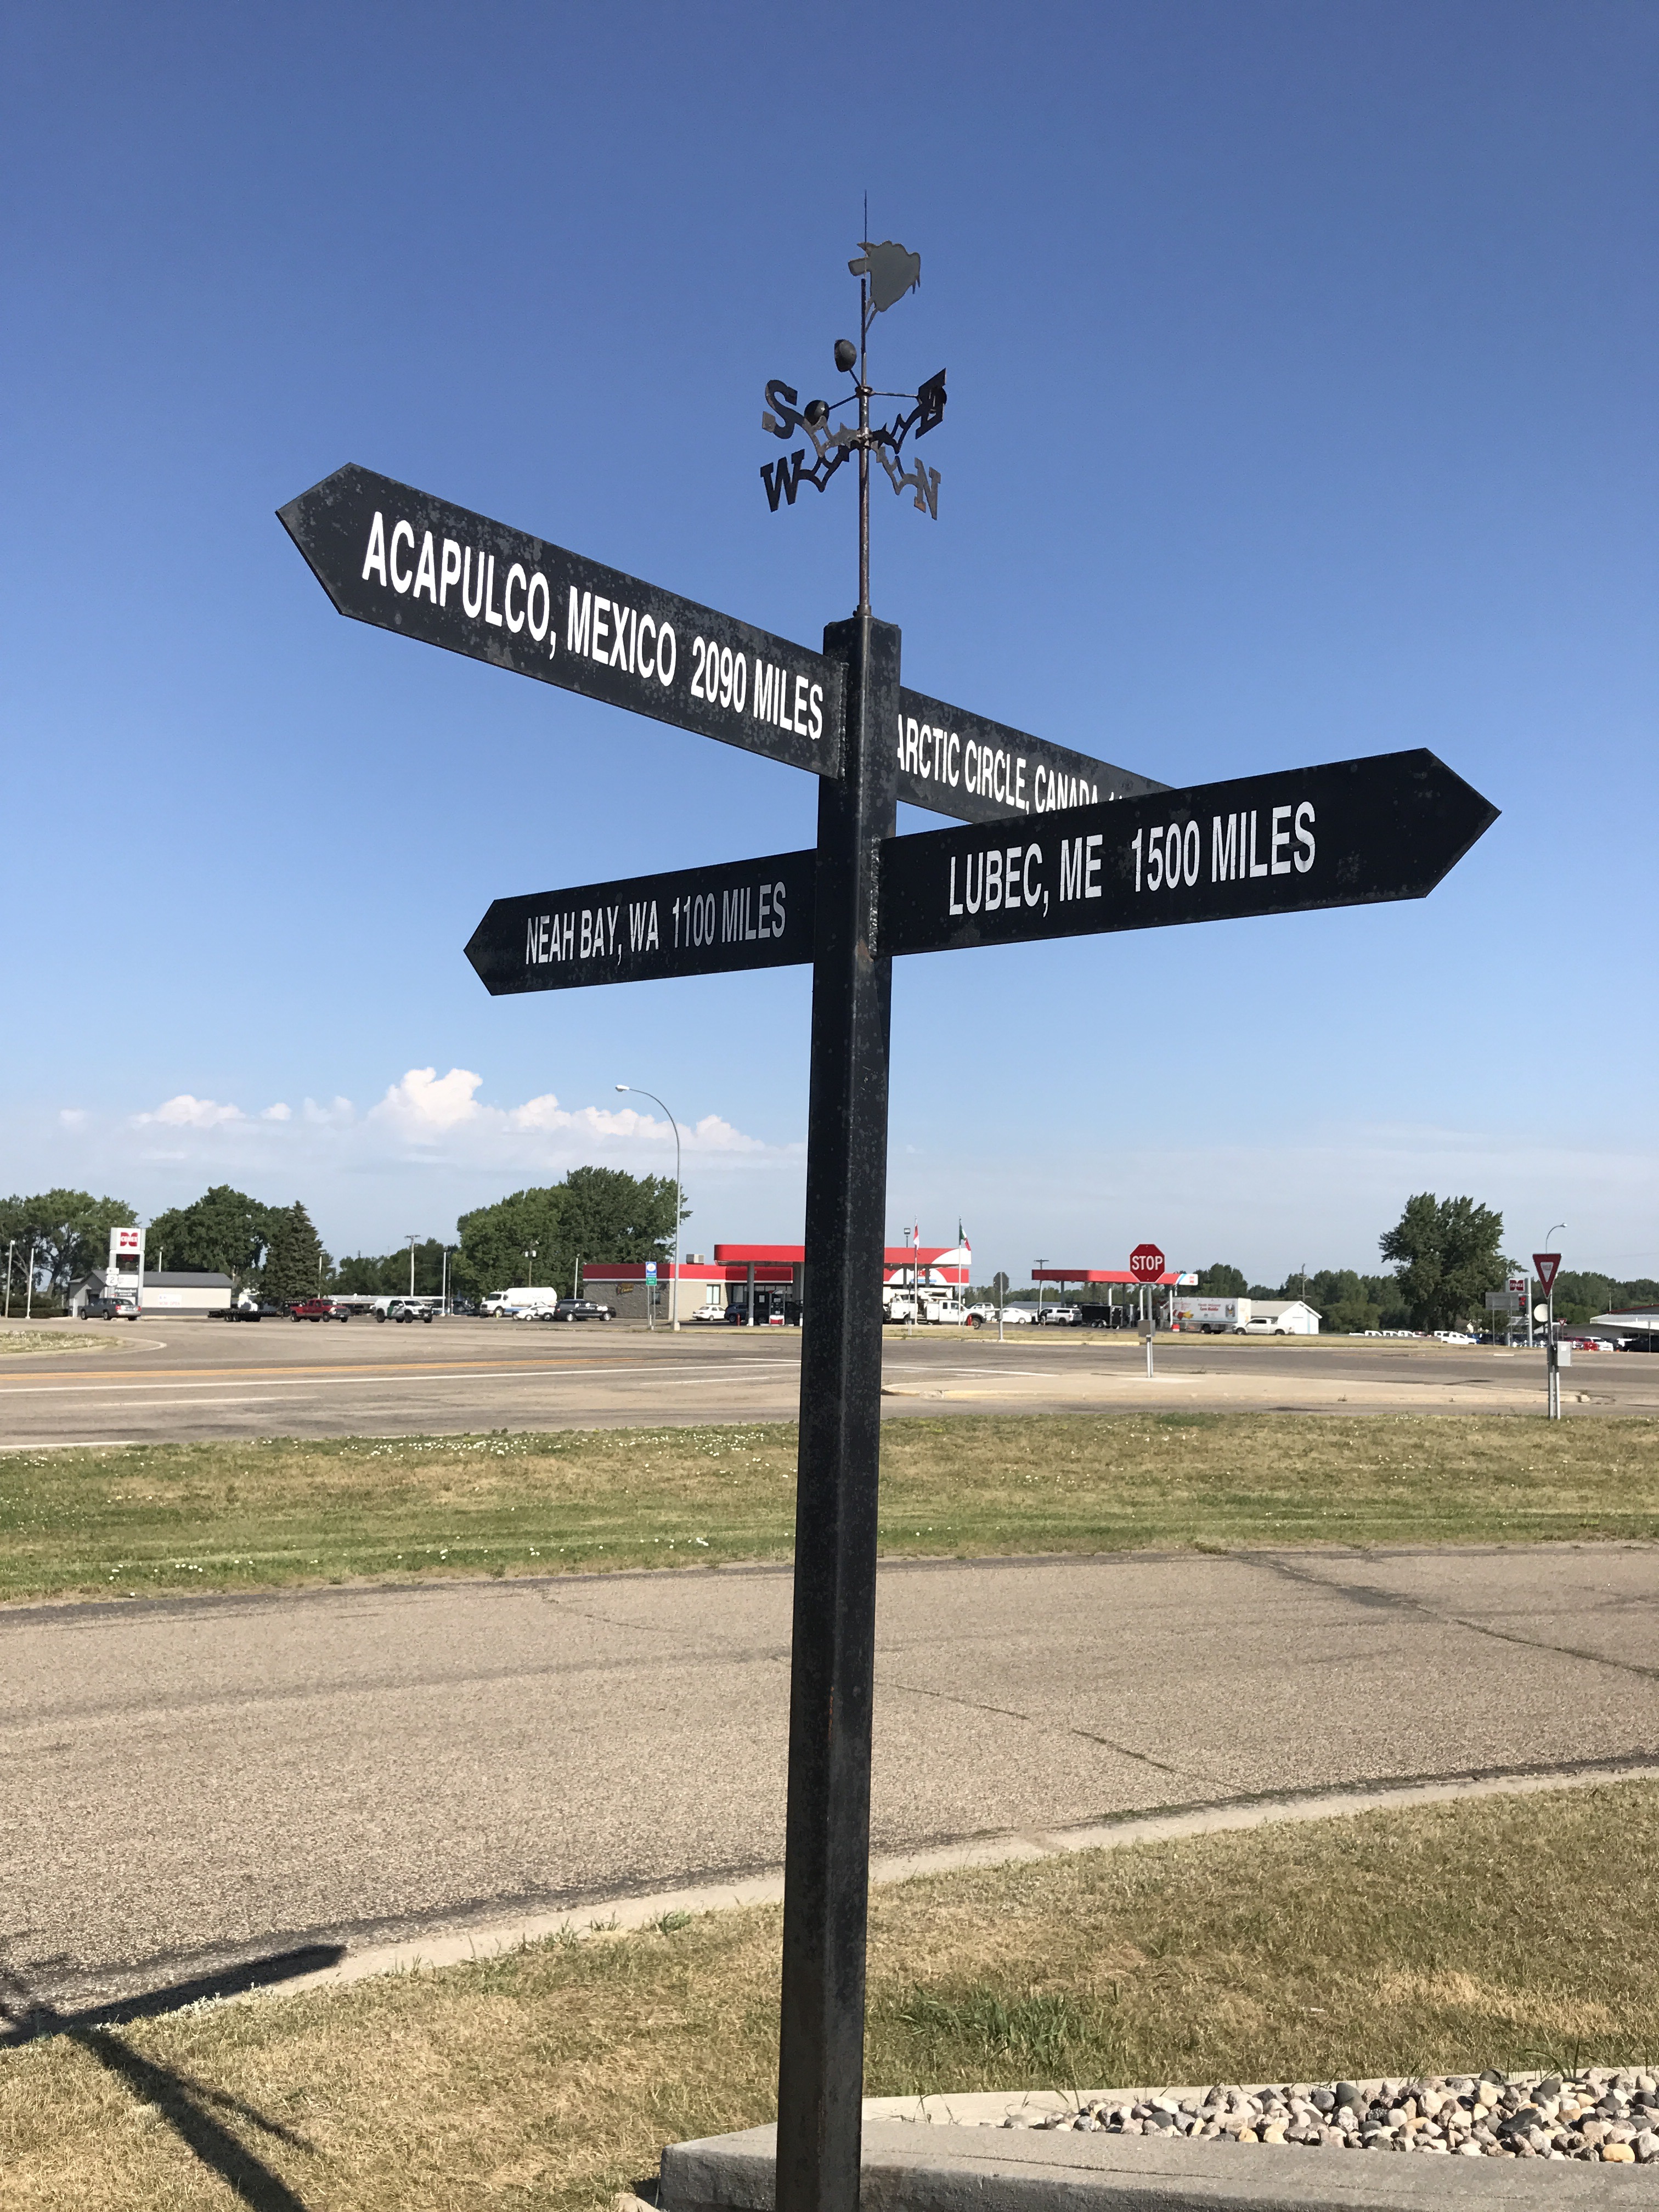 S
E
W
N
ACAPULCO, MEXICO 2090 MILES
ARCTIC CIRCLE, CANADA
LUBEC, ME 1500 MILES
NEAH BAY, WA 1100 MILES
STOP